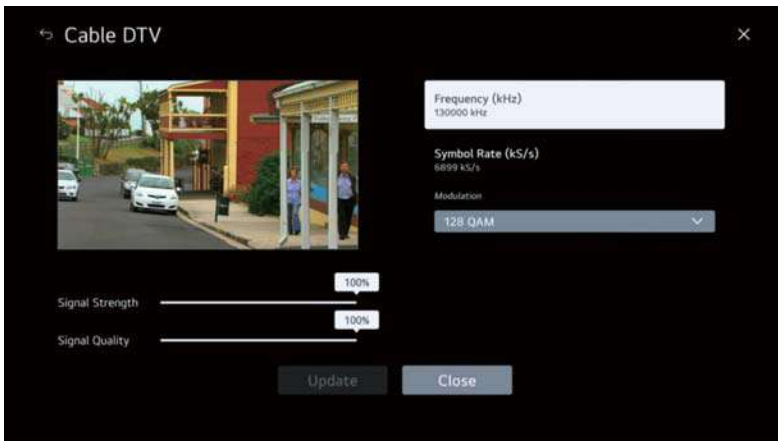 Cable DTV
Frequency (kHz)
130000 kHz
Symbol Rate (kS/s)
6899 kS/s
Modulation
128 QAM
100%
Signal Strength
100%
Signal Quality
Update
Close